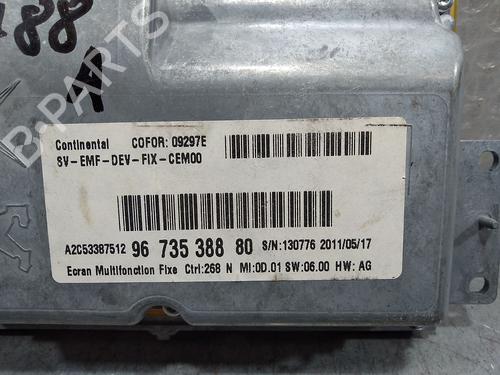 188
A
B-PARTS
Continental COFOR: 09297E
SV-EMF-DEV-FIX-CEM00
A2C53387512 96 735 388 80 S/N:130776 2011/05/17
Ecran Multifonction Fixe Ctrl:268 N MI:0D.01 SW:06.00 HW: AG